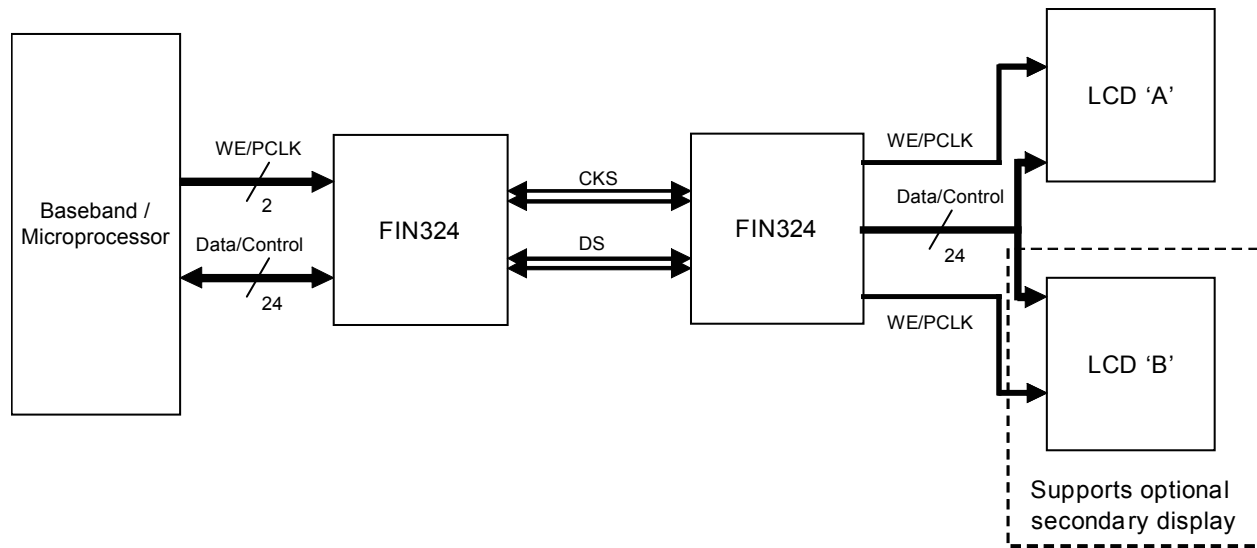 Baseband /
Microprocessor
WE/PCLK
2
Data/Control
24
FIN324
CKS
DS
FIN324
WE/PCLK
Data/Control
24
WE/PCLK
LCD ‘A’
LCD ‘B’
Supports optional
secondary display